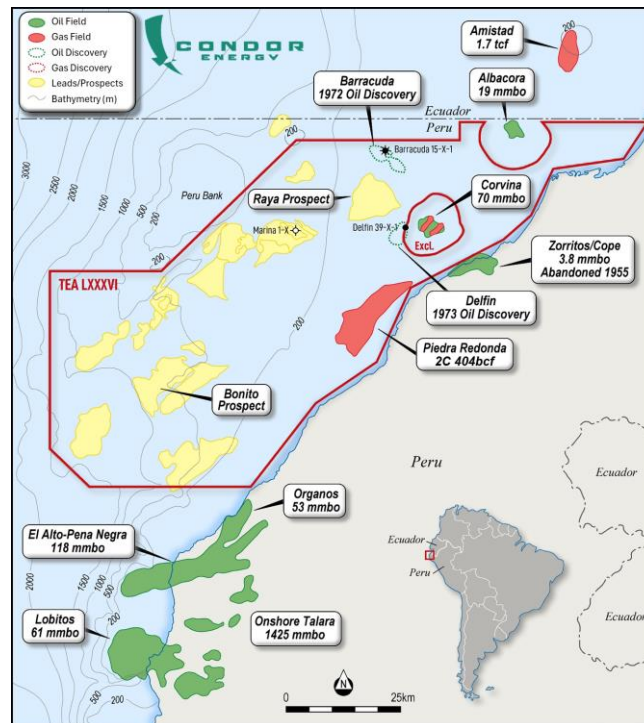 Oil Field
Gas Field
Oil Discovery
Gas Discovery
Leads/Prospects
Bathymetry (m)
CONDOR
ENERGY
Amistad
1.7 tcf
200
Albacora
19 mmbo
Barracuda
1972 Oil Discovery
Ecuador
Peru
200
Barracuda 15-X-1
3000
2500
2000
1500
1000
500
200
Peru Bank
Raya Prospect
Corvina
70 mmbo
Marina 1-X
Delfin 39-X-1
Excl.
Zorritos/Cope
3.8 mmbo
Abandoned 1955
TEA LXXXVI
200
Delfin
1973 Oil Discovery
Piedra Redonda
2C 404bcf
Bonito
Prospect
Peru
Ecuador
Organos
53 mmbo
El Alto-Pena Negra
118 mmbo
Ecuador
Peru
2000
1000
500
200
Lobitos
61 mmbo
Onshore Talara
1425 mmbo
Ecuador
500
200
N
0
25km